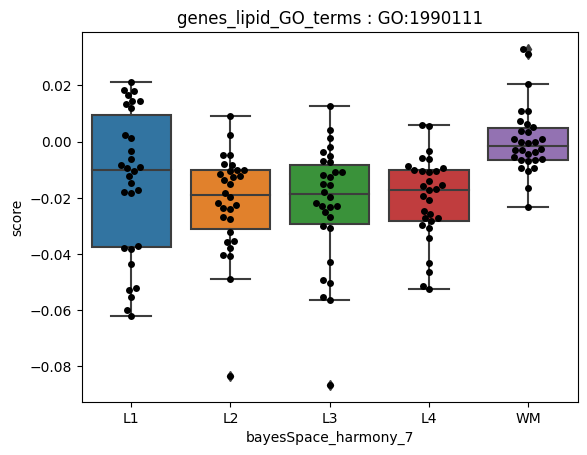 genes_lipid_GO_terms : GO:1990111
0.02
0.00
−0.02
−0.04
−0.06
−0.08
score
L1 L2 L3 L4 WM
bayesSpace_harmony_7